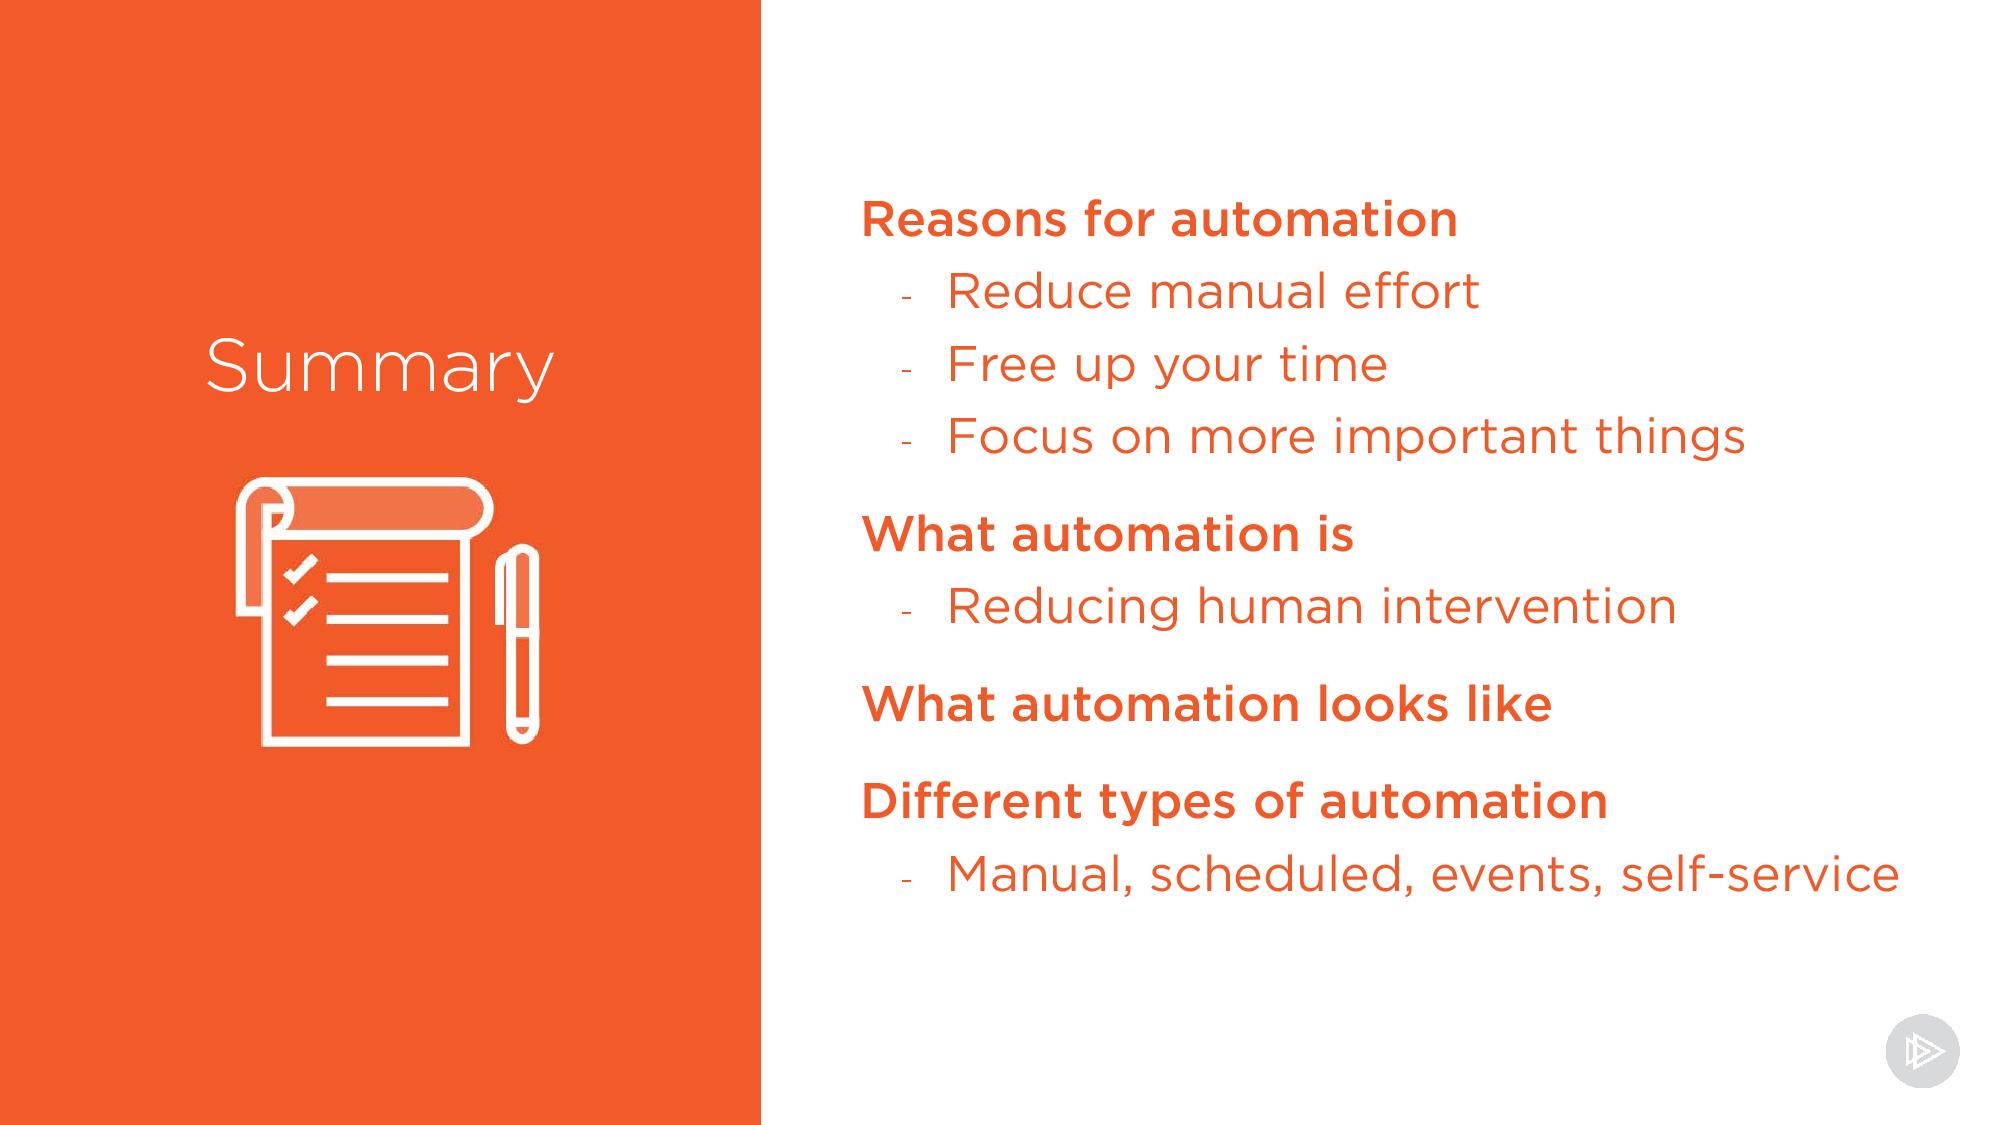 Summary
Reasons for automation
- Reduce manual effort
- Free up your time
- Focus on more important things
What automation is
- Reducing human intervention
What automation looks like
Different types of automation
- Manual, scheduled, events, self-service